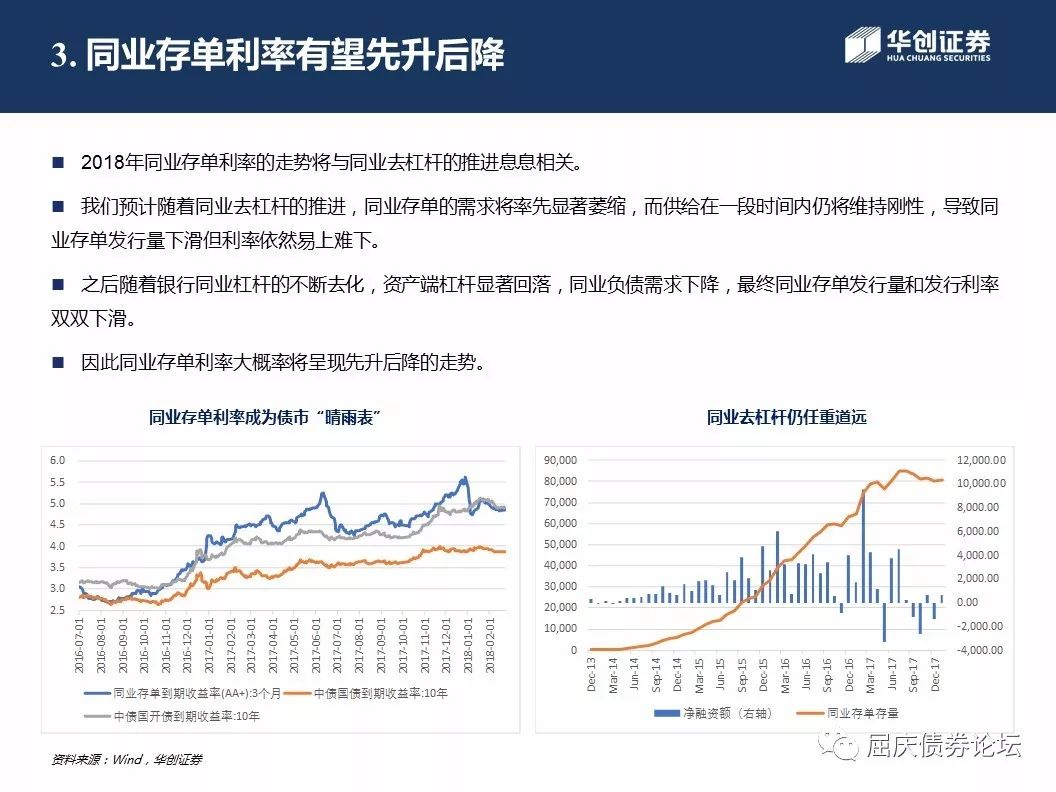 3. 同业存单利率有望先升后降
华创证券
HUA CHUANG SECURITIES
■ 2018年同业存单利率的走势将与同业去杠杆的推进息息相关。
■ 我们预计随着同业去杠杆的推进，同业存单的需求将率先显著萎缩，而供给在一段时间内仍将维持刚性，导致同
业存单发行量下滑但利率依然易上难下。
■ 之后随着银行同业杠杆的不断去化，资产端杠杆显著回落，同业负债需求下降，最终同业存单发行量和发行利率
双双下滑。
■ 因此同业存单利率大概率将呈现先升后降的走势。
同业存单利率成为债市“晴雨表”
6.0
5.5
5.0
4.5
4.0
3.5
3.0
2.5
2016-07-01
2016-08-01
2016-09-01
2016-10-01
2016-11-01
2016-12-01
2017-01-01
2017-02-01
2017-03-01
2017-04-01
2017-05-01
2017-06-01
2017-07-01
2017-08-01
2017-09-01
2017-10-01
2017-11-01
2017-12-01
2018-01-01
2018-02-01
同业存单到期收益率(AA+):3个月
中债国债到期收益率:10年
中债国开债到期收益率:10年
同业去杠杆仍任重道远
90,000
80,000
70,000
60,000
50,000
40,000
30,000
20,000
10,000
0
12,000.00
10,000.00
8,000.00
6,000.00
4,000.00
2,000.00
0.00
-2,000.00
-4,000.00
Dec-13
Mar-14
Jun-14
Sep-14
Dec-14
Mar-15
Jun-15
Sep-15
Dec-15
Mar-16
Jun-16
Sep-16
Dec-16
Mar-17
Jun-17
Sep-17
Dec-17
净融资额（右轴）
同业存单存量
屈庆债券论坛
资料来源：Wind，华创证券